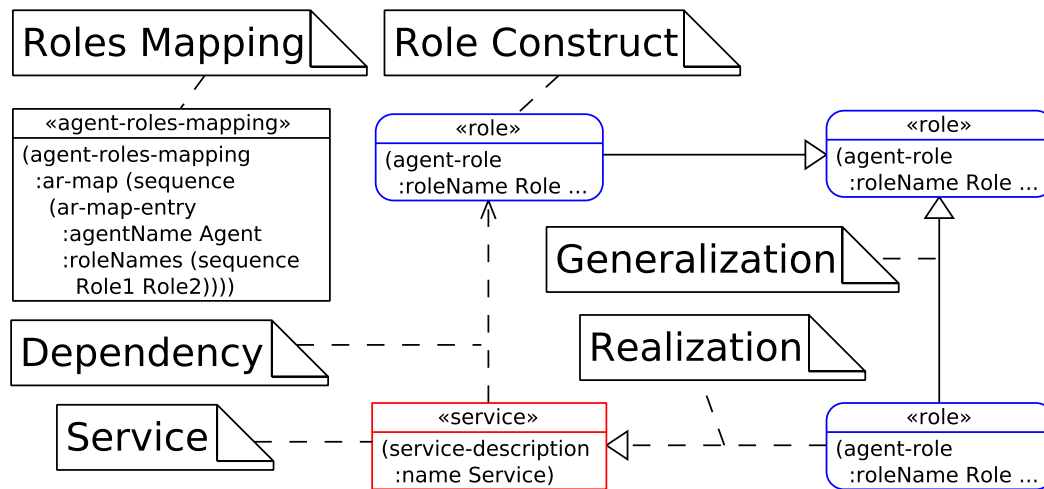 Roles Mapping
Role Construct
«agent-roles-mapping»
(agent-roles-mapping
:ar-map (sequence
(ar-map-entry
:agentName Agent
:roleNames (sequence
Role1 Role2))))
«role»
(agent-role
:roleName Role ...
«role»
(agent-role
:roleName Role ...
Generalization
Dependency
Realization
Service
«service»
(service-description
:name Service)
«role»
(agent-role
:roleName Role ...